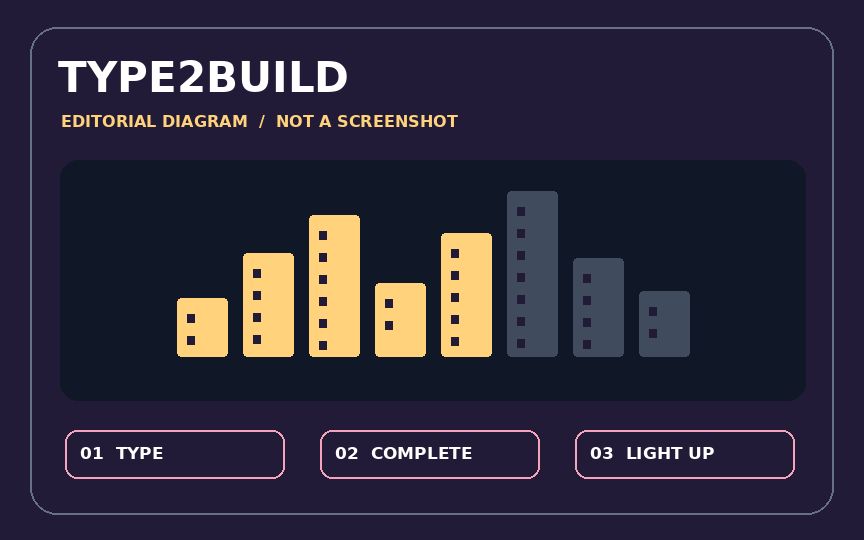 TYPE2BUILD
EDITORIAL DIAGRAM / NOT A SCREENSHOT
01 TYPE
02 COMPLETE
03 LIGHT UP